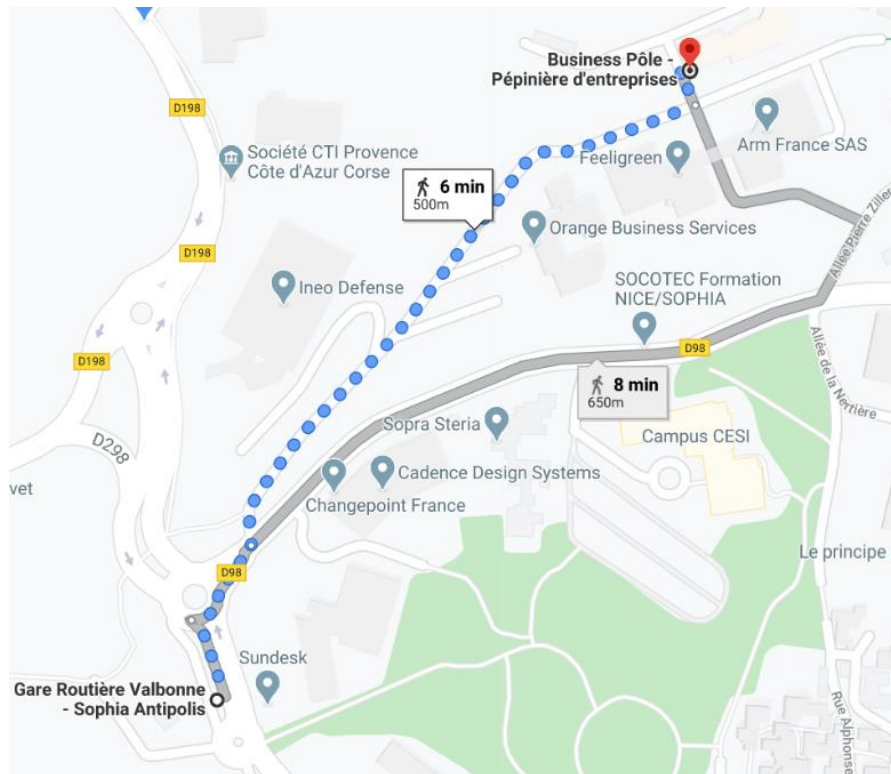 Business Pôle -
Pépinière d'entreprises
D198
Société CTI Provence
Côte d'Azur Corse
6 min
500m
Feeligreen
Arm France SAS
Orange Business Services
Allée Pierre Ziller
D198
Ineo Defense
SOCOTEC Formation
NICE/SOPHIA
D198
D98
8 min
650m
Allée de la Nertière
D298
Sopra Steria
Campus CESI
vet
Cadence Design Systems
Changepoint France
Le principe
D98
Sundesk
Gare Routière Valbonne
- Sophia Antipolis
Rue Alphonse